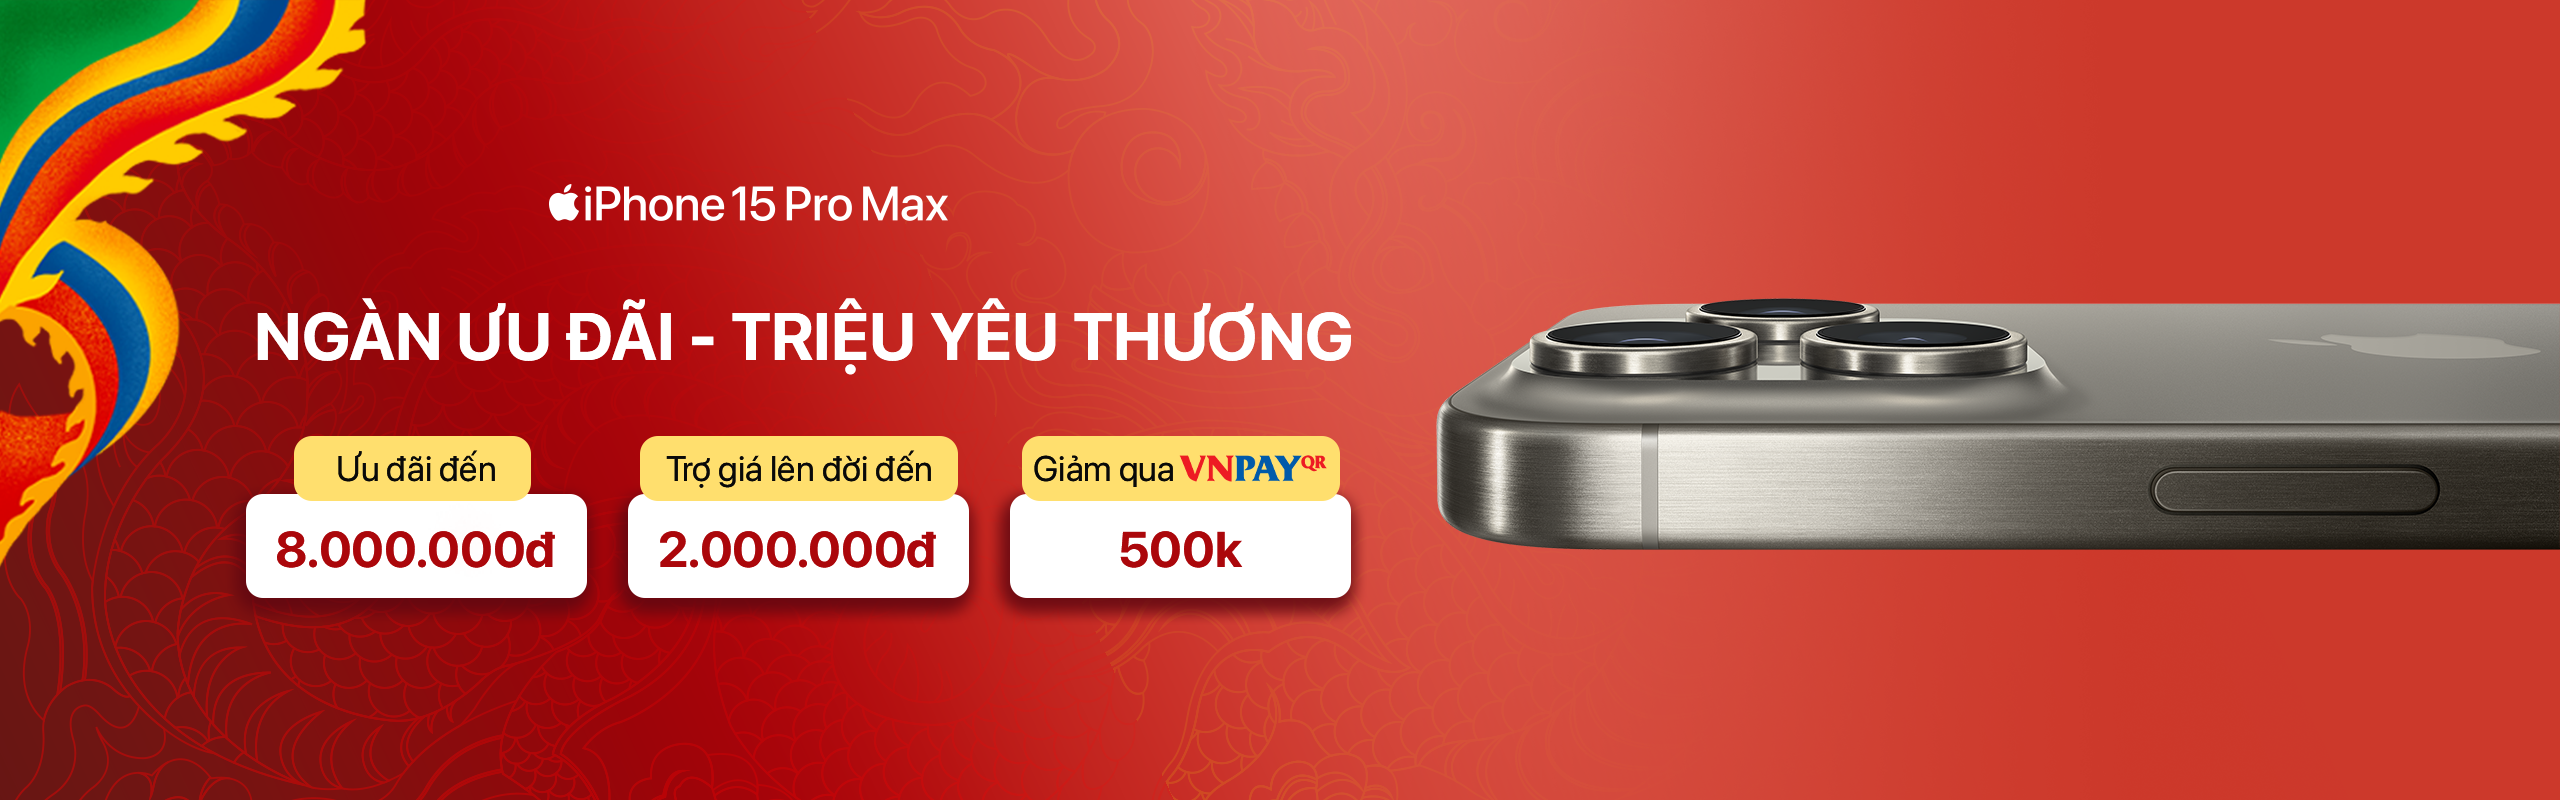 iPhone 15 Pro Max
NGÀN ƯU ĐÃI - TRIỆU YÊU THƯƠNG
Ưu đãi đến
8.000.000đ
Trợ giá lên đời đến
2.000.000đ
Giảm qua VNPAYQR
500k